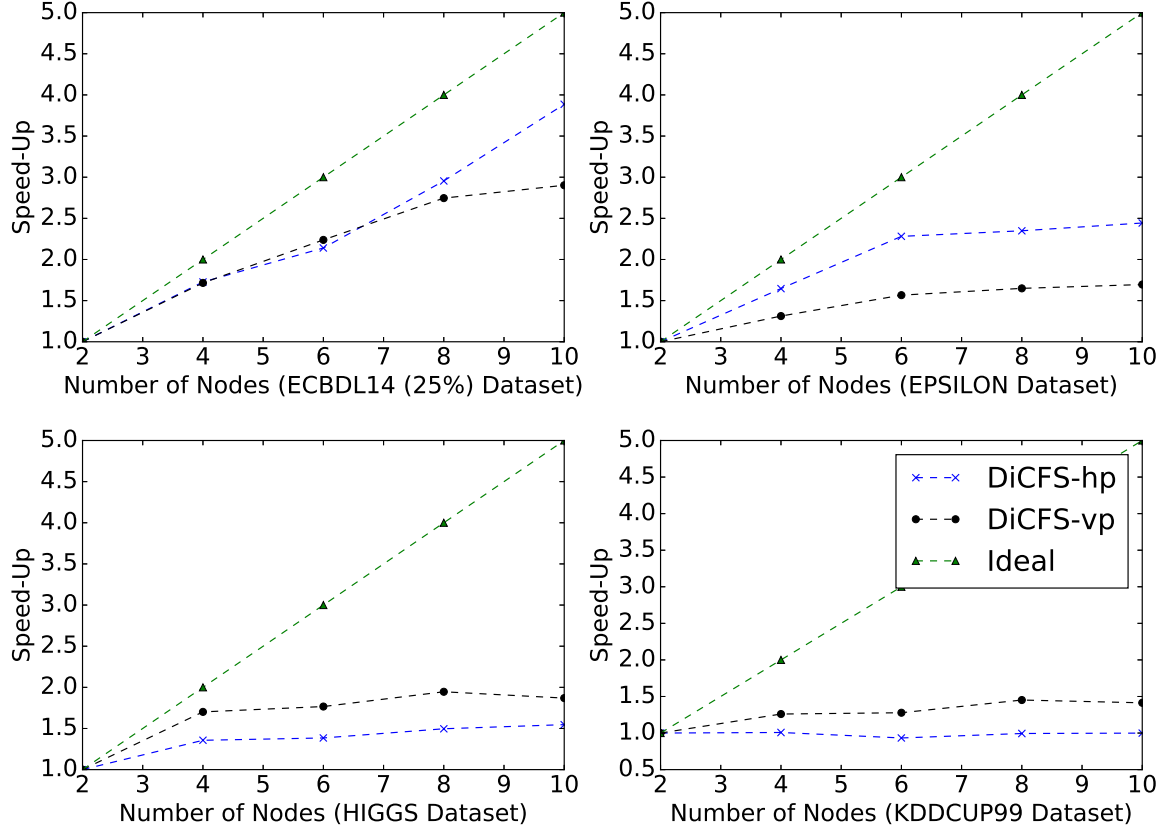 5.0
4.5
4.0
3.5
3.0
2.5
2.0
1.5
1.0
Speed-Up
2 3 4 5 6 7 8 9 10
Number of Nodes (ECBDL14 (25%) Dataset)
5.0
4.5
4.0
3.5
3.0
2.5
2.0
1.5
1.0
Speed-Up
2 3 4 5 6 7 8 9 10
Number of Nodes (EPSILON Dataset)
5.0
4.5
4.0
3.5
3.0
2.5
2.0
1.5
1.0
Speed-Up
2 3 4 5 6 7 8 9 10
Number of Nodes (HIGGS Dataset)
5.0
4.5
4.0
3.5
3.0
2.5
2.0
1.5
1.0
0.5
Speed-Up
DiCFS-hp
DiCFS-vp
Ideal
2 3 4 5 6 7 8 9 10
Number of Nodes (KDDCUP99 Dataset)